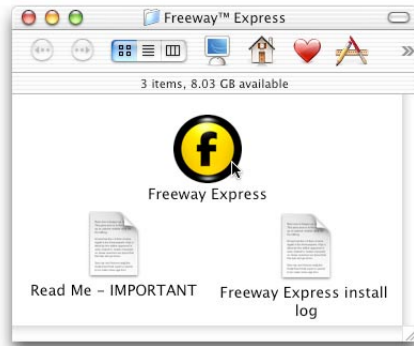 Freeway™ Express
3 items, 8.03 GB available
f
Freeway Express
Read Me – IMPORTANT
Freeway Express install
log